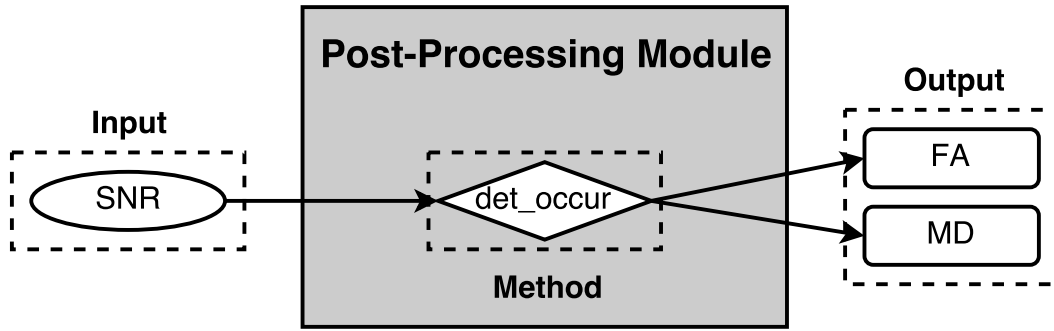 Post-Processing Module
Input
Output
SNR
det_occur
FA
MD
Method